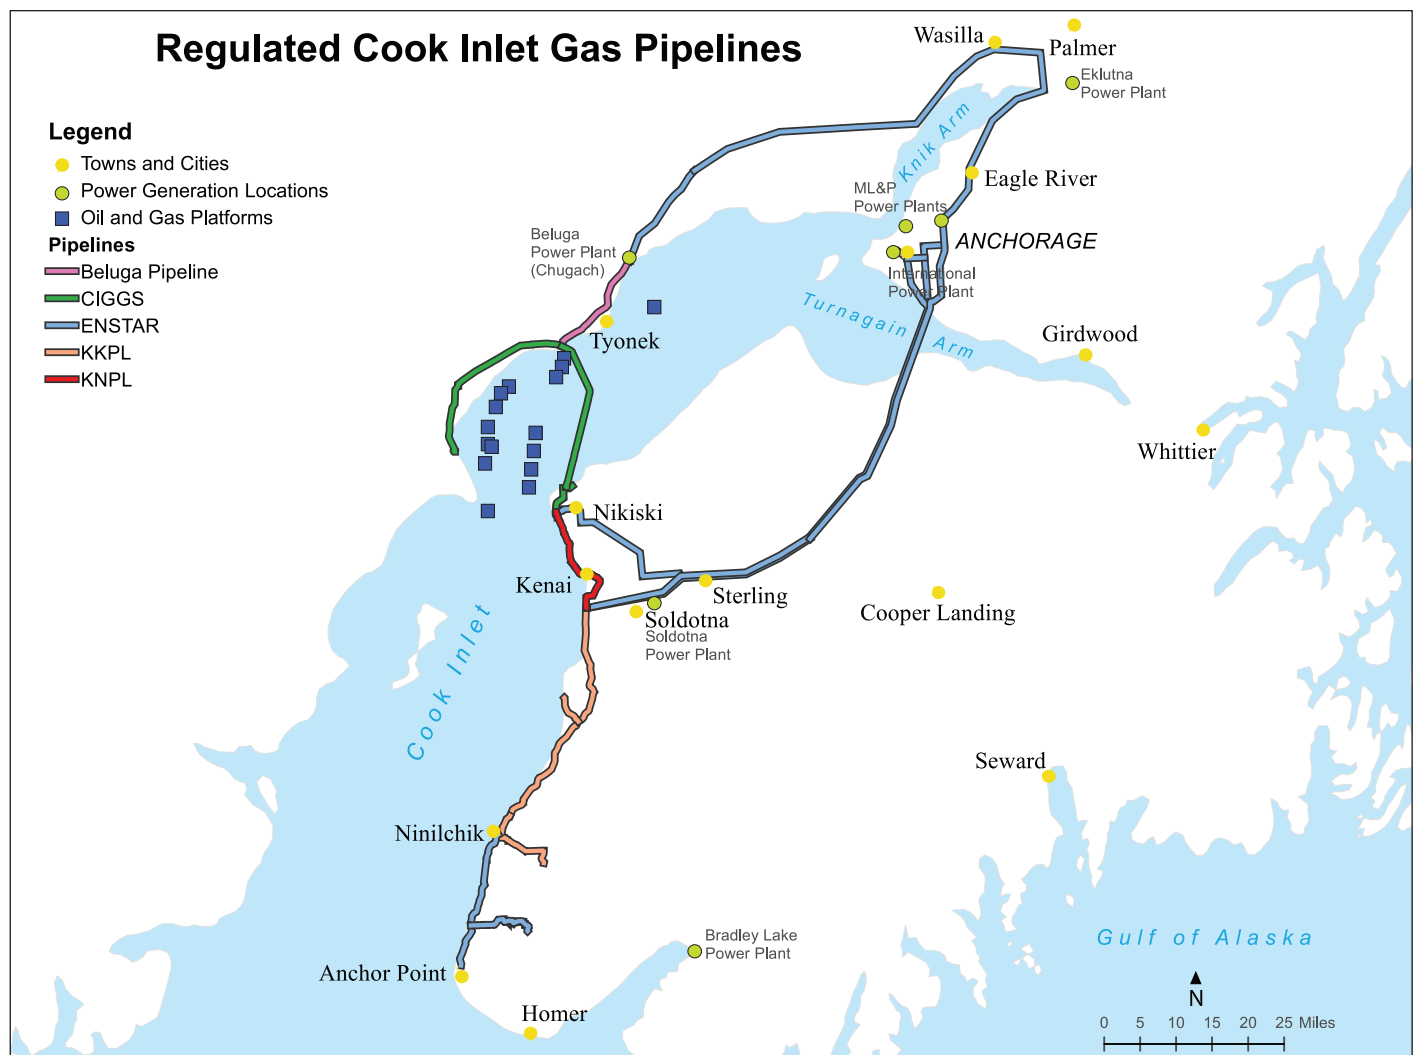 Regulated Cook Inlet Gas Pipelines
Legend
Towns and Cities
Power Generation Locations
Oil and Gas Platforms
Pipelines
Beluga Pipeline
CIGGS
ENSTAR
KKPL
KNPL
Wasilla
Palmer
Eklutna
Power Plant
Knik Arm
Eagle River
ML&P
Power Plants
ANCHORAGE
International
Power Plant
Beluga
Power Plant
(Chugach)
Tyonek
Turnagain Arm
Girdwood
Whittier
Nikiski
Kenai
Sterling
Soldotna
Soldotna
Power Plant
Cooper Landing
Cook Inlet
Seward
Ninilchik
Bradley Lake
Power Plant
Anchor Point
Homer
Gulf of Alaska
N
0 5 10 15 20 25 Miles